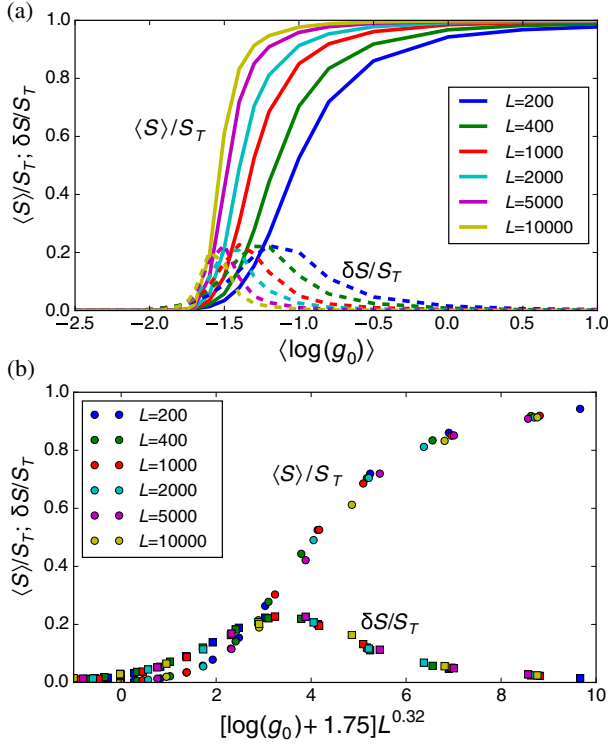 (a)
1.0
0.8
0.6
0.4
0.2
0.0
⟨S⟩/S_T; δS/S_T
⟨S⟩/S_T
δS/S_T
L=200
L=400
L=1000
L=2000
L=5000
L=10000
−2.5 −2.0 −1.5 −1.0 −0.5 0.0 0.5 1.0
⟨log(g_0)⟩
(b)
1.0
0.8
0.6
0.4
0.2
0.0
⟨S⟩/S_T; δS/S_T
L=200
L=400
L=1000
L=2000
L=5000
L=10000
⟨S⟩/S_T
δS/S_T
0 2 4 6 8 10
[log(g_0)+1.75]L^0.32